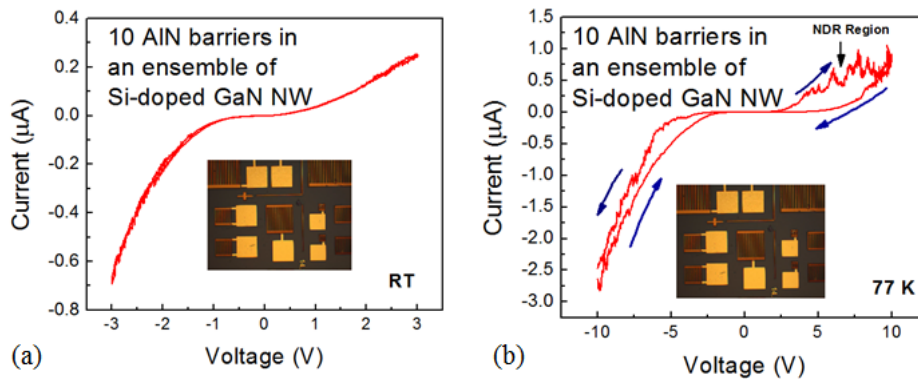 10 AlN barriers in
an ensemble of
Si-doped GaN NW
RT
Current (μA)
0.4
0.2
0.0
-0.2
-0.4
-0.6
-0.8
-3 -2 -1 0 1 2 3
Voltage (V)
(a)
10 AlN barriers in
an ensemble of
Si-doped GaN NW
NDR Region
77 K
Current (μA)
1.5
1.0
0.5
0.0
-0.5
-1.0
-1.5
-2.0
-2.5
-3.0
-10 -5 0 5 10
Voltage (V)
(b)